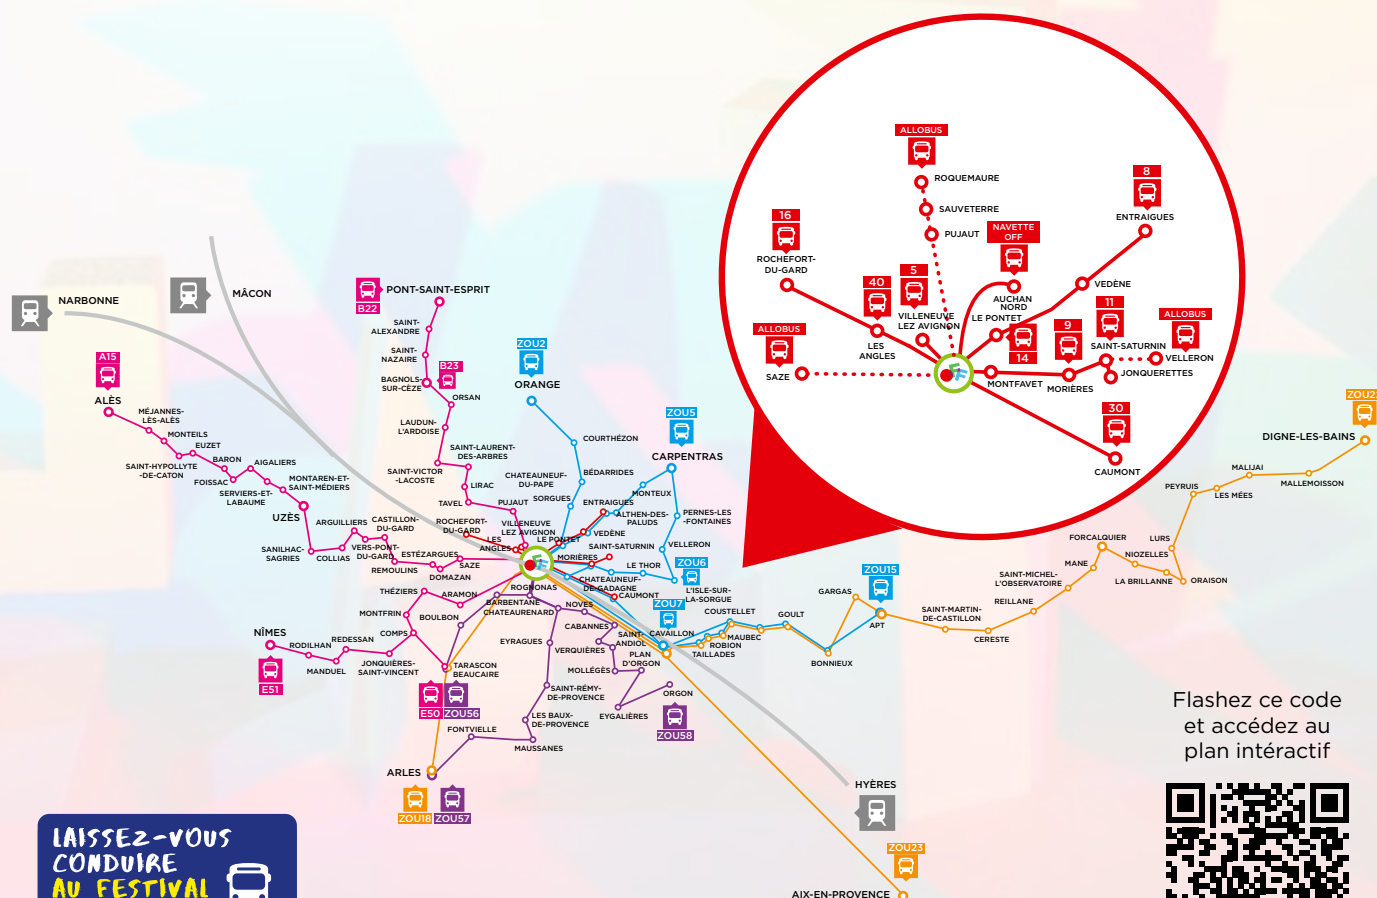 ALLOBUS
ROQUEMAURE
8
SAUVETERRE
16
ENTRAIGUES
NAVETTE
OFF
PUJAUT
ROCHEFORT-
DU-GARD
5
40
VEDÈNE
AUCHAN
NORD
11
VILLENEUVE
LEZ AVIGNON
LE PONTET
9
ALLOBUS
ALLOBUS
LES
ANGLES
14
SAINT-SATURNIN
VELLERON
SAZE
MONTFAVET
MORIÈRES
JONQUERETTES
30
CAUMONT
NARBONNE
MÂCON
B22
PONT-SAINT-ESPRIT
SAINT-
ALEXANDRE
SAINT-
NAZAIRE
BAGNOLS-
SUR-CÈZE
B23
ORSAN
LAUDUN-
L'ARDOISE
SAINT-LAURENT-
DES-ARBRES
SAINT-VICTOR
-LACOSTE
LIRAC
TAVEL
PUJAUT
ROCHEFORT-
DU-GARD
VILLENEUVE
LEZ AVIGNON
LES
ANGLES
A15
ALÈS
MÉJANNES-
LÈS-ALÈS
MONTEILS
EUZET
SAINT-HYPOLLYTE
-DE-CATON
BARON
FOISSAC
AIGALIERS
SERVIERS-ET-
LABAUME
MONTAREN-ET-
SAINT-MÉDIERS
UZÈS
SANILHAC-
SAGRIES
ARGUILLIERS
COLLIAS
CASTILLON-
DU-GARD
VERS-PONT-
DU-GARD
REMOULINS
ESTÉZARGUES
DOMAZAN
SAZE
ZOU2
ORANGE
COURTHÉZON
BÉDARRIDES
CHATEAUNEUF-
DU-PAPE
SORGUES
LE PONTET
ZOU5
CARPENTRAS
MONTEUX
ENTRAIGUES
ALTHEN-DES-
PALUDS
VEDÈNE
PERNES-LES
-FONTAINES
VELLERON
SAINT-SATURNIN
MORIÈRES
LE THOR
ZOU6
L'ISLE-SUR-
LA-SORGUE
CHATEAUNEUF-
DE-GADAGNE
CAUMONT
ZOU7
CAVAILLON
COUSTELLET
MAUBEC
ROBION
TAILLADES
GOULT
BONNIEUX
GARGAS
ZOU15
APT
SAINT-MARTIN-
DE-CASTILLON
CERESTE
REILLANE
SAINT-MICHEL-
L'OBSERVATOIRE
MANE
FORCALQUIER
NIOZELLES
LA BRILLANNE
ORAISON
LURS
PEYRUIS
LES MÉES
MALIJAI
MALLEMOISSON
DIGNE-LES-BAINS
THÉZIERS
ARAMON
MONTFRIN
COMPS
NÎMES
E51
RODILHAN
MANDUEL
REDESSAN
JONQUIÈRES-
SAINT-VINCENT
BOULBON
BARBENTANE
ROGNONAS
CHATEAURENARD
TARASCON
BEAUCAIRE
E50
ZOU56
NOVES
CABANNES
SAINT-
ANDIOL
VERQUIÈRES
PLAN
D'ORGON
MOLLÉGÈS
EYGALIÈRES
ORGON
ZOU58
EYRAGUES
SAINT-RÉMY-
DE-PROVENCE
LES BAUX-
DE-PROVENCE
MAUSSANES
FONTVIELLE
ARLES
ZOU18
ZOU57
HYÈRES
ZOU23
AIX-EN-PROVENCE
Flashez ce code
et accédez au
plan intéractif
LAISSEZ-VOUS
CONDUIRE
AU FESTIVAL